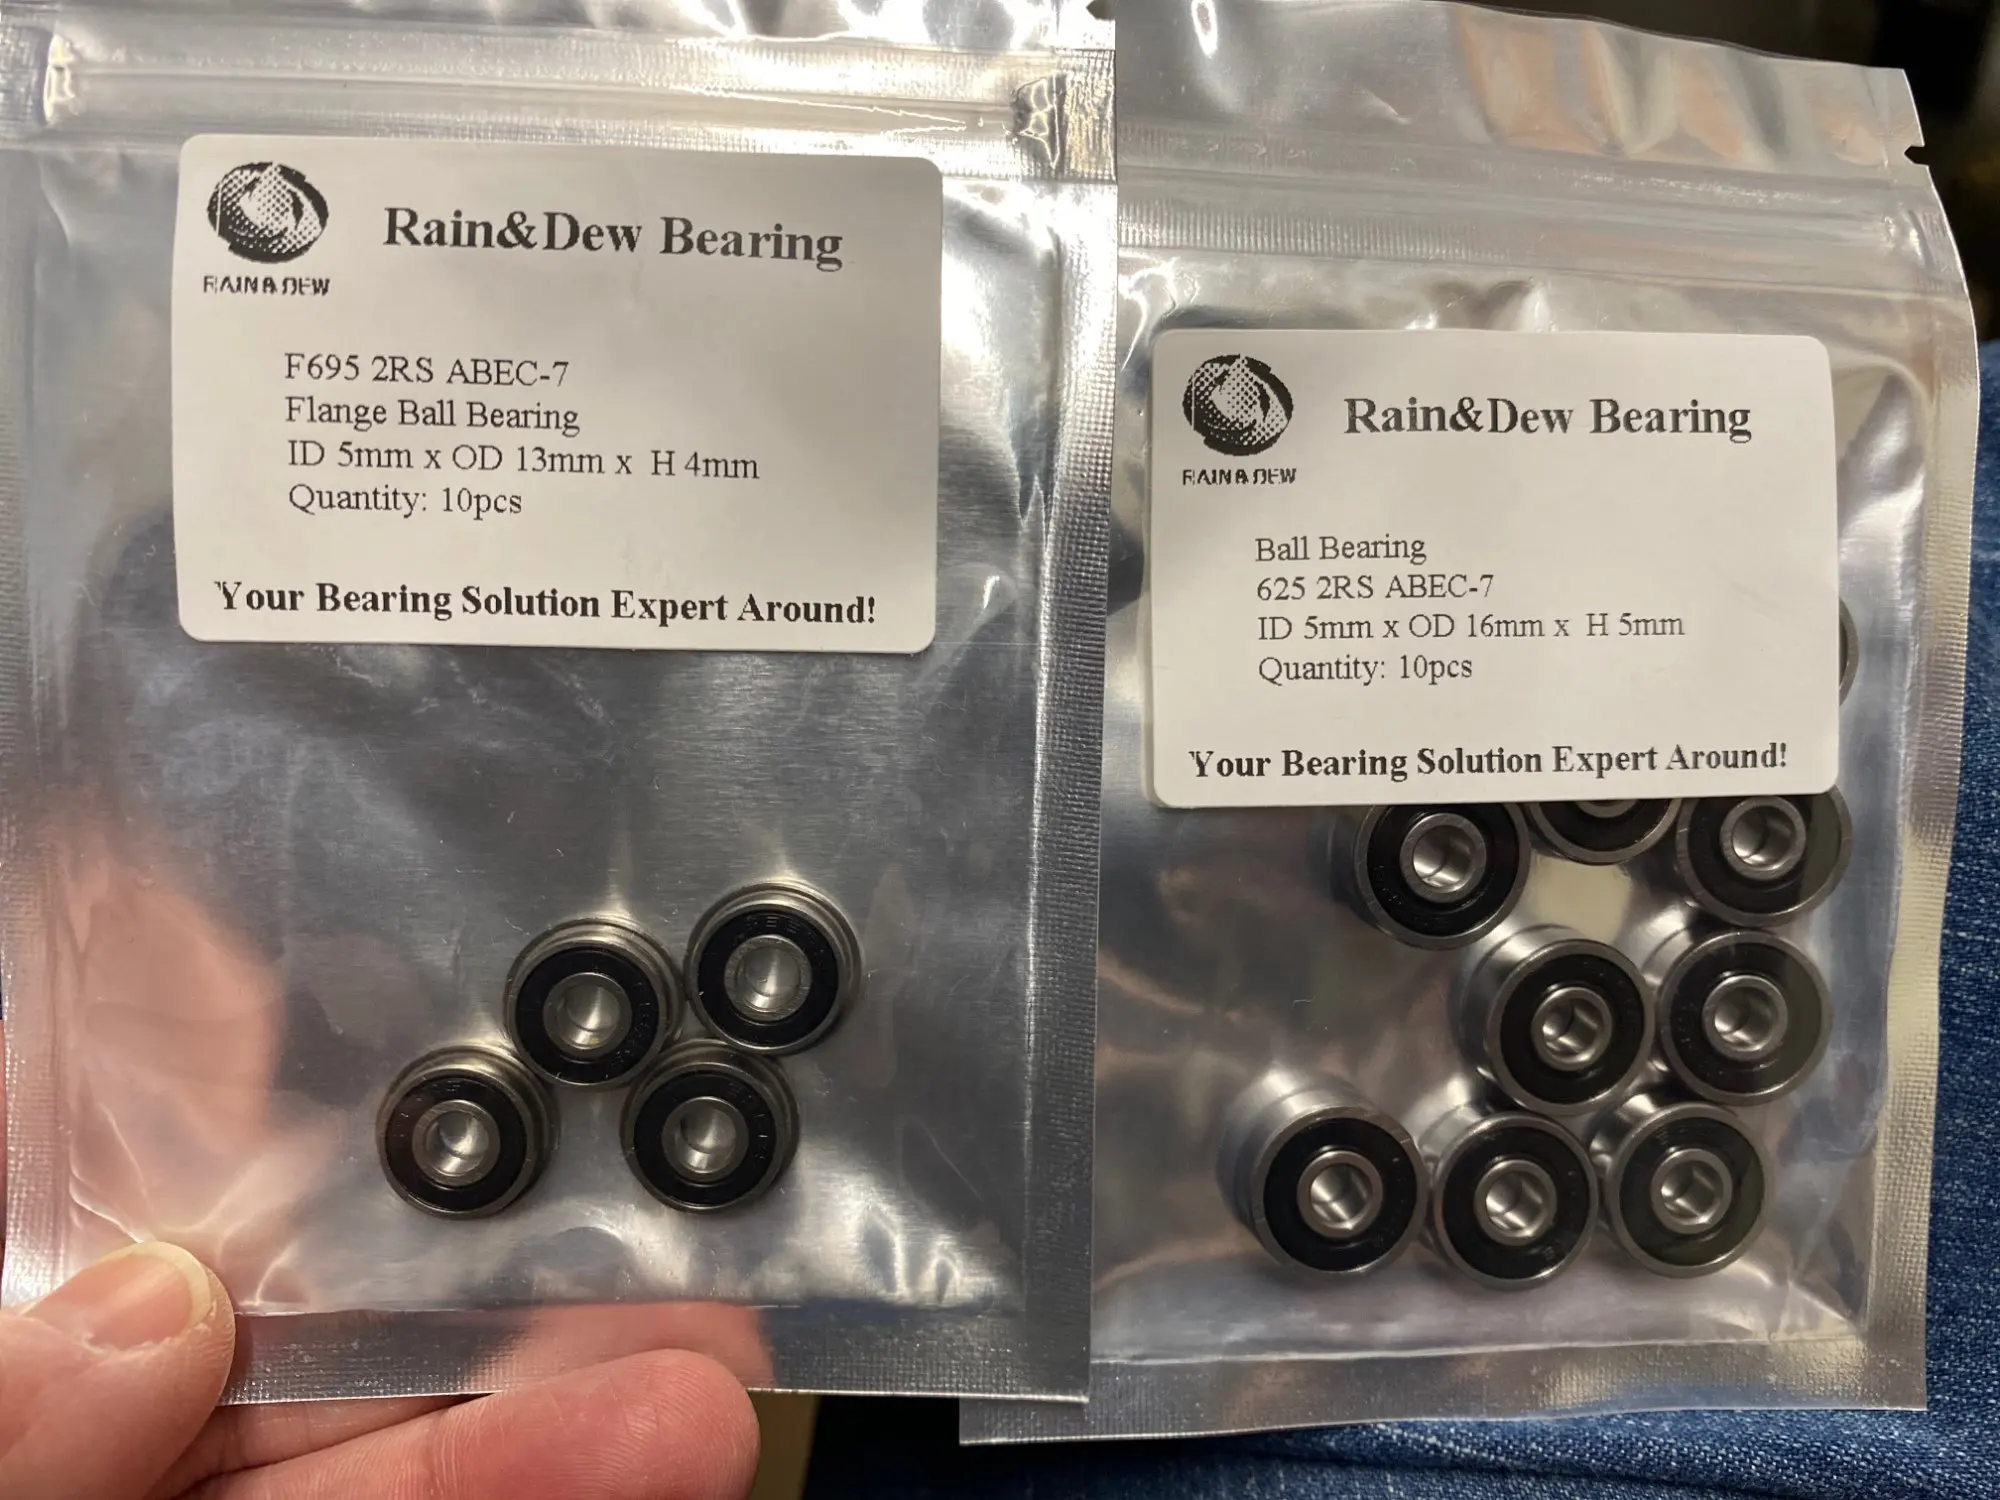 RAIN & DEW
Rain&Dew Bearing
F695 2RS ABEC-7
Flange Ball Bearing
ID 5mm x OD 13mm x H 4mm
Quantity: 10pcs
Your Bearing Solution Expert Around!
RAIN & DEW
Rain&Dew Bearing
Ball Bearing
625 2RS ABEC-7
ID 5mm x OD 16mm x H 5mm
Quantity: 10pcs
Your Bearing Solution Expert Around!